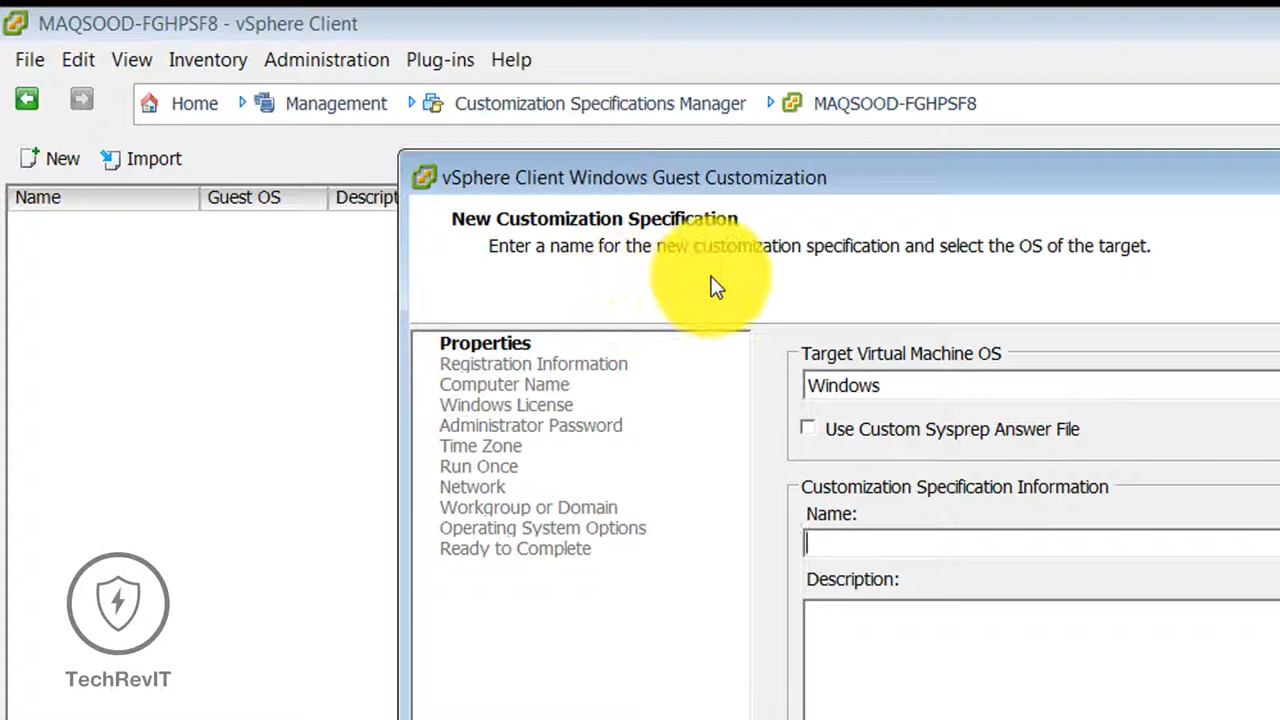 MAQSOOD-FGHPSF8 - vSphere Client
File Edit View Inventory Administration Plug-ins Help
Home Management Customization Specifications Manager MAQSOOD-FGHPSF8
New Import
Name Guest OS Descript
vSphere Client Windows Guest Customization
New Customization Specification
Enter a name for the new customization specification and select the OS of the target.
Properties
Registration Information
Computer Name
Windows License
Administrator Password
Time Zone
Run Once
Network
Workgroup or Domain
Operating System Options
Ready to Complete
Target Virtual Machine OS
Windows
Use Custom Sysprep Answer File
Customization Specification Information
Name:
Description:
TechRevIT